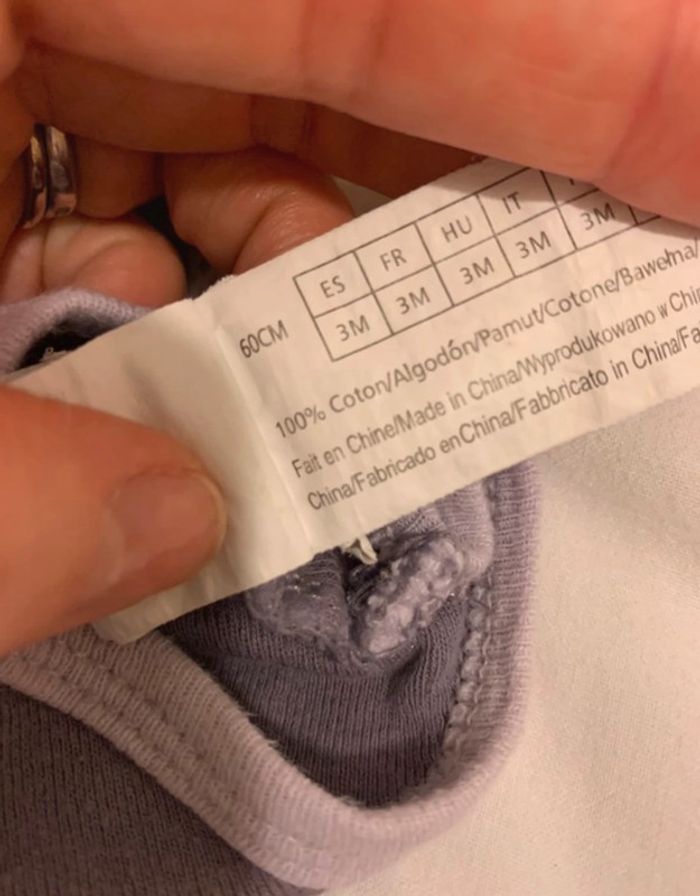 ES FR HU IT
60CM 3M 3M 3M 3M 3M
100% Coton/Algodón/Pamut/Cotone/Bawełna/
Fait en Chine/Made in China/Wyprodukowano w Chin
China/Fabricado enChina/Fabbricato in China/Fa